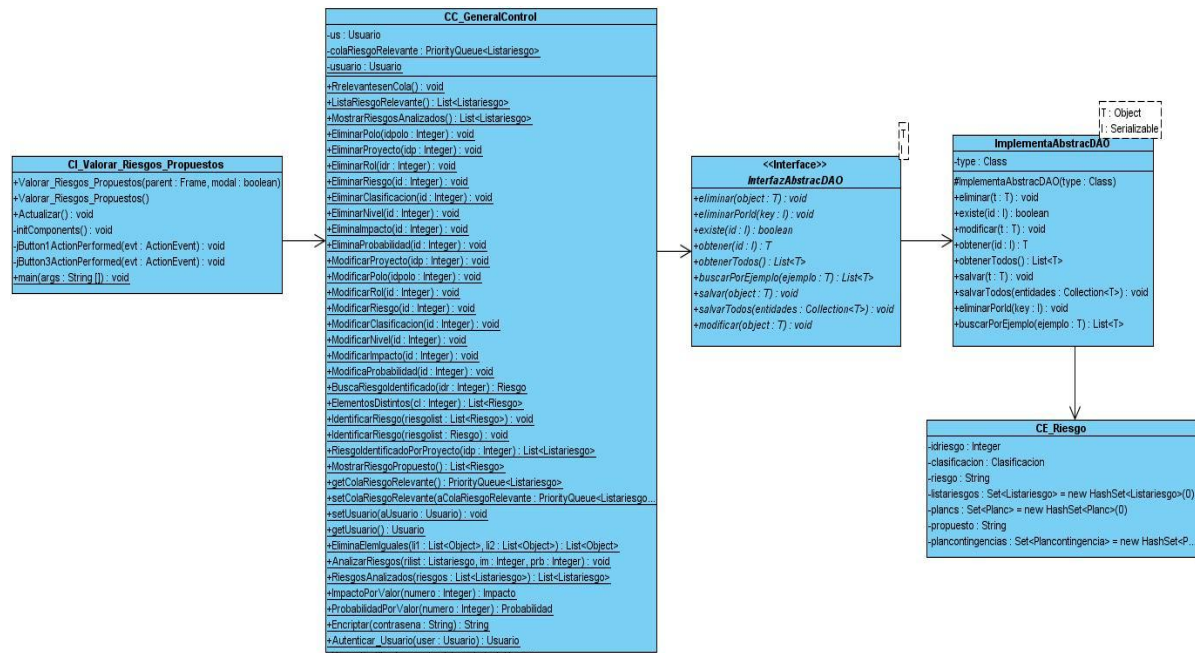 CI_Valorar_Riesgos_Propuestos
+Valorar_Riesgos_Propuestos(parent : Frame, modal : boolean)
+Valorar_Riesgos_Propuestos()
+Actualizar() : void
-initComponents() : void
-jButton1ActionPerformed(evt : ActionEvent) : void
-jButton3ActionPerformed(evt : ActionEvent) : void
+main(args : String []) : void
CC_GeneralControl
-us : Usuario
-colaRiesgoRelevante : PriorityQueue<Listariesgo>
-usuario : Usuario
+RrelevantesenCola() : void
+ListaRiesgoRelevante() : List<Listariesgo>
+MostrarRiesgosAnalizados() : List<Listariesgo>
+EliminarPolo(idpolo : Integer) : void
+EliminarProyecto(idp : Integer) : void
+EliminarRol(idr : Integer) : void
+EliminarRiesgo(id : Integer) : void
+EliminarClasificacion(id : Integer) : void
+EliminarNivel(id : Integer) : void
+EliminaImpacto(id : Integer) : void
+EliminaProbabilidad(id : Integer) : void
+ModificarProyecto(idp : Integer) : void
+ModificarPolo(idpolo : Integer) : void
+ModificarRol(id : Integer) : void
+ModificarRiesgo(id : Integer) : void
+ModificarClasificacion(id : Integer) : void
+ModificarNivel(id : Integer) : void
+ModificarImpacto(id : Integer) : void
+ModificaProbabilidad(id : Integer) : void
+BuscaRiesgoIdentificado(idr : Integer) : Riesgo
+ElementosDistintos(cl : Integer) : List<Riesgo>
+IdentificarRiesgo(riesgolist : List<Riesgo>) : void
+IdentificarRiesgo(riesgolist : Riesgo) : void
+RiesgoIdentificadoPorProyecto(idp : Integer) : List<Listariesgo>
+MostrarRiesgoPropuesto() : List<Riesgo>
+getColaRiesgoRelevante() : PriorityQueue<Listariesgo>
+setColaRiesgoRelevante(aColaRiesgoRelevante : PriorityQueue<Listariesgo...
+setUsuario(aUsuario : Usuario) : void
+getUsuario() : Usuario
+EliminaElemIguales(li1 : List<Object>, li2 : List<Object>) : List<Object>
+AnalizarRiesgos(rilist : Listariesgo, im : Integer, prb : Integer) : void
+RiesgosAnalizados(riesgos : List<Listariesgo>) : List<Listariesgo>
+ImpactoPorValor(numero : Integer) : Impacto
+ProbabilidadPorValor(numero : Integer) : Probabilidad
+Encriptar(contrasena : String) : String
+Autenticar_Usuario(user : Usuario) : Usuario
T
I
<<Interface>>
InterfazAbstracDAO
+eliminar(object : T) : void
+eliminarPorId(key : I) : void
+existe(id : I) : boolean
+obtener(id : I) : T
+obtenerTodos() : List<T>
+buscarPorEjemplo(ejemplo : T) : List<T>
+salvar(object : T) : void
+salvarTodos(entidades : Collection<T>) : void
+modificar(object : T) : void
T : Object
I : Serializable
ImplementaAbstracDAO
-type : Class
#ImplementaAbstracDAO(type : Class)
+eliminar(t : T) : void
+existe(id : I) : boolean
+modificar(t : T) : void
+obtener(id : I) : T
+obtenerTodos() : List<T>
+salvar(t : T) : void
+salvarTodos(entidades : Collection<T>) : void
+eliminarPorId(key : I) : void
+buscarPorEjemplo(ejemplo : T) : List<T>
CE_Riesgo
-idriesgo : Integer
-clasificacion : Clasificacion
-riesgo : String
-listariesgos : Set<Listariesgo> = new HashSet<Listariesgo>(0)
-plancs : Set<Planc> = new HashSet<Planc>(0)
-propuesto : String
-plancontingencias : Set<Plancontingencia> = new HashSet<P...